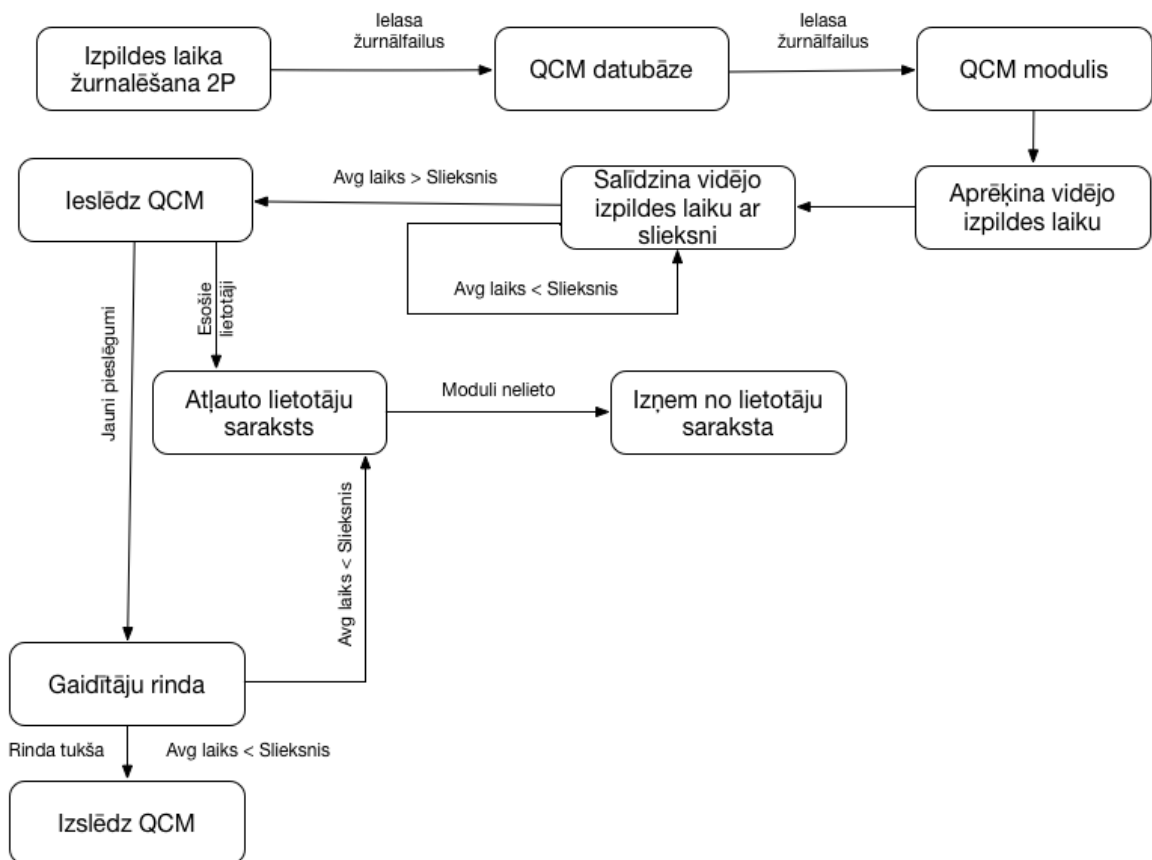 Izpildes laika
žurnalēšana 2P
Ielasa
žurnālfailus
QCM datubāze
Ielasa
žurnālfailus
QCM modulis
Ieslēdz QCM
Avg laiks > Slieksnis
Salīdzina vidējo
izpildes laiku ar
slieksni
Aprēķina vidējo
izpildes laiku
Avg laiks < Slieksnis
Jauni pieslēgumi
Esošie
lietotāji
Atļauto lietotāju
saraksts
Moduli nelieto
Izņem no lietotāju
saraksta
Avg laiks < Slieksnis
Gaidītāju rinda
Rinda tukša
Avg laiks < Slieksnis
Izslēdz QCM